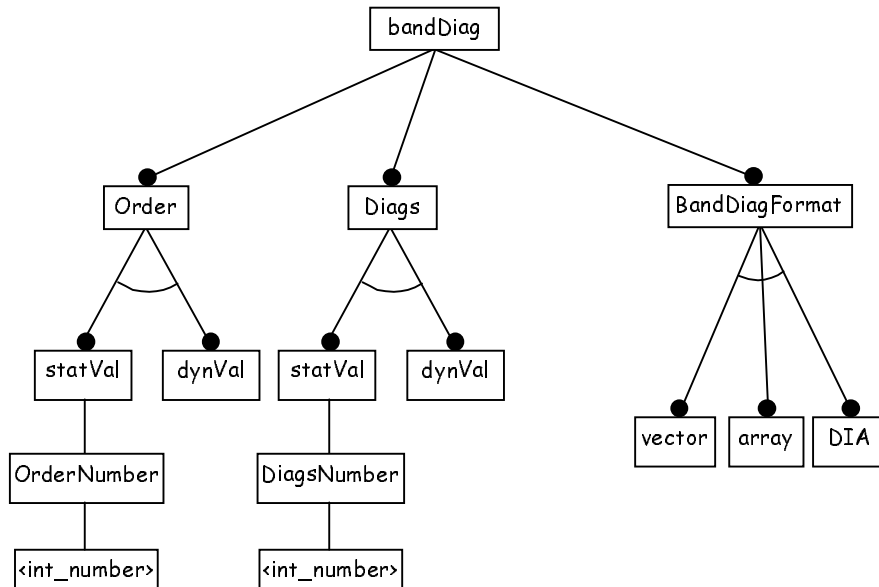 bandDiag
Order
Diags
BandDiagFormat
statVal
dynVal
statVal
dynVal
vector
array
DIA
OrderNumber
DiagsNumber
<int_number>
<int_number>